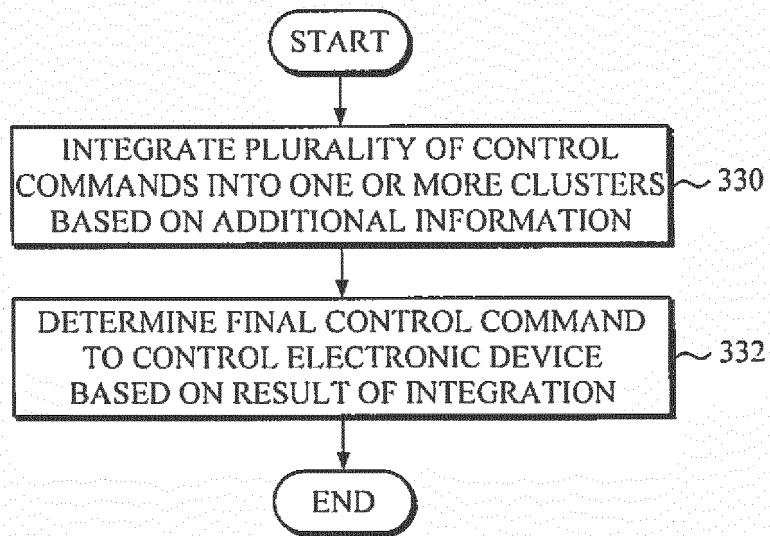 START
INTEGRATE PLURALITY OF CONTROL
COMMANDS INTO ONE OR MORE CLUSTERS
BASED ON ADDITIONAL INFORMATION
330
DETERMINE FINAL CONTROL COMMAND
TO CONTROL ELECTRONIC DEVICE
BASED ON RESULT OF INTEGRATION
332
END